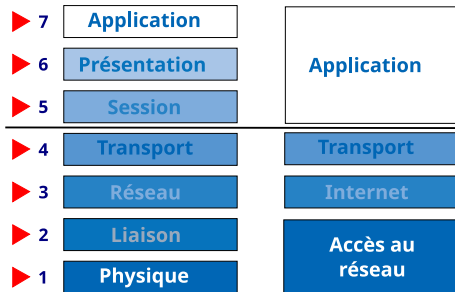 7 Application
6 Présentation
5 Session
4 Transport
3 Réseau
2 Liaison
1 Physique
Application
Transport
Internet
Accès au
réseau